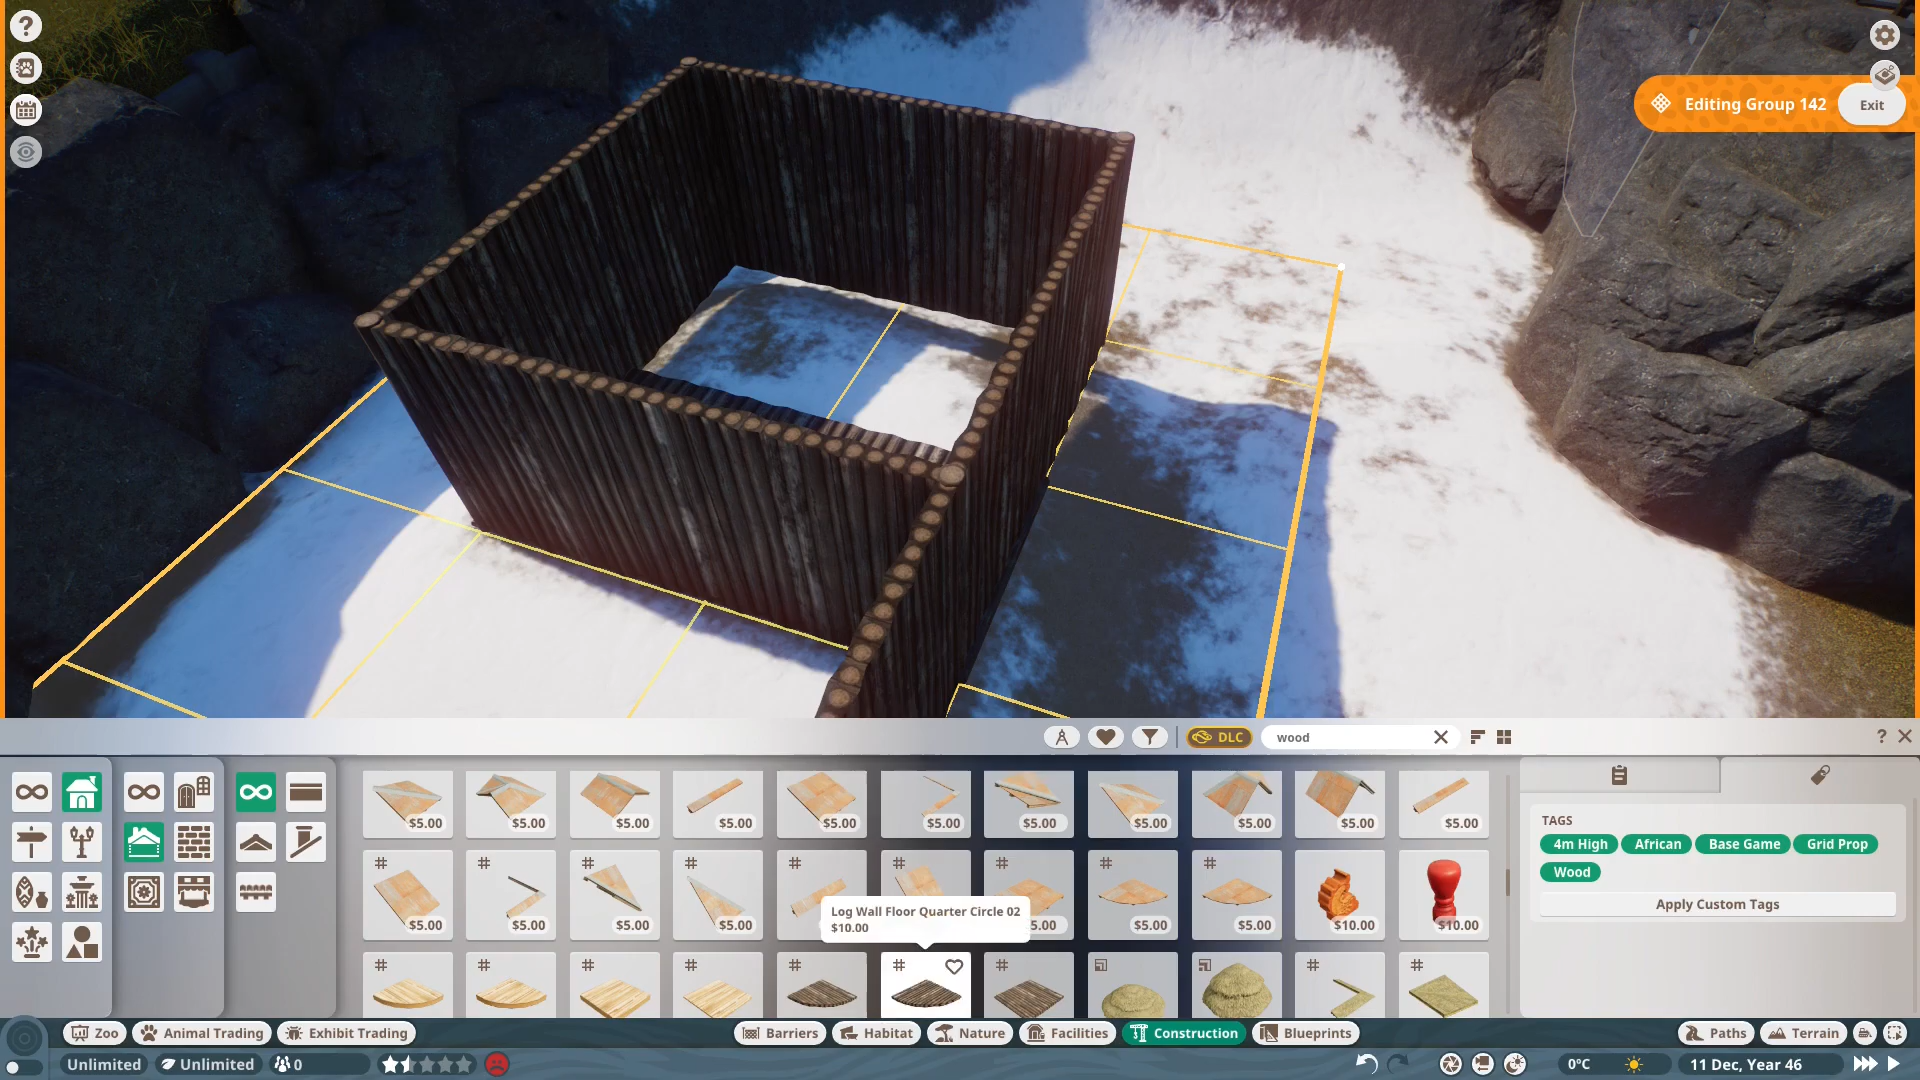 ?
Editing Group 142
Exit
DLC
wood
?
$5.00
$5.00
$5.00
$5.00
$5.00
$5.00
$5.00
$5.00
$5.00
$5.00
$5.00
TAGS
4m High
African
Base Game
Grid Prop
Wood
Apply Custom Tags
$5.00
$5.00
$5.00
$5.00
5.00
$5.00
$5.00
$10.00
$10.00
Log Wall Floor Quarter Circle 02
$10.00
Zoo
Animal Trading
Exhibit Trading
Barriers
Habitat
Nature
Facilities
Construction
Blueprints
Paths
Terrain
Unlimited
Unlimited
0
0°C
11 Dec, Year 46